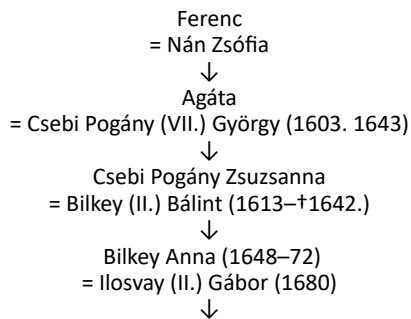 Ferenc
= Nán Zsófia
↓
Agáta
= Csebi Pogány (VII.) György (1603. 1643)
↓
Csebi Pogány Zsuzsanna
= Bilkey (II.) Bálint (1613–†1642.)
↓
Bilkey Anna (1648–72)
= Ilosvay (II.) Gábor (1680)
↓